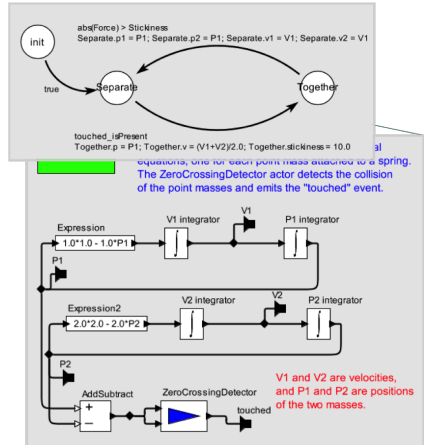 abs(Force) > Stickiness
Separate.p1 = P1; Separate.p2 = P1; Separate.v1 = V1; Separate.v2 = V1
init
true
Separate
Together
touched_isPresent
Together.p = P1; Together.v = (V1+V2)/2.0; Together.stickiness = 10.0
equations, one for each point mass attached to a spring.
The ZeroCrossingDetector actor detects the collision
of the point masses and emits the "touched" event.
Expression
1.0*1.0 - 1.0*P1
V1 integrator
V1
P1 integrator
P1
Expression2
2.0*2.0 - 2.0*P2
V2 integrator
V2
P2 integrator
P2
AddSubtract
ZeroCrossingDetector
touched
V1 and V2 are velocities,
and P1 and P2 are positions
of the two masses.